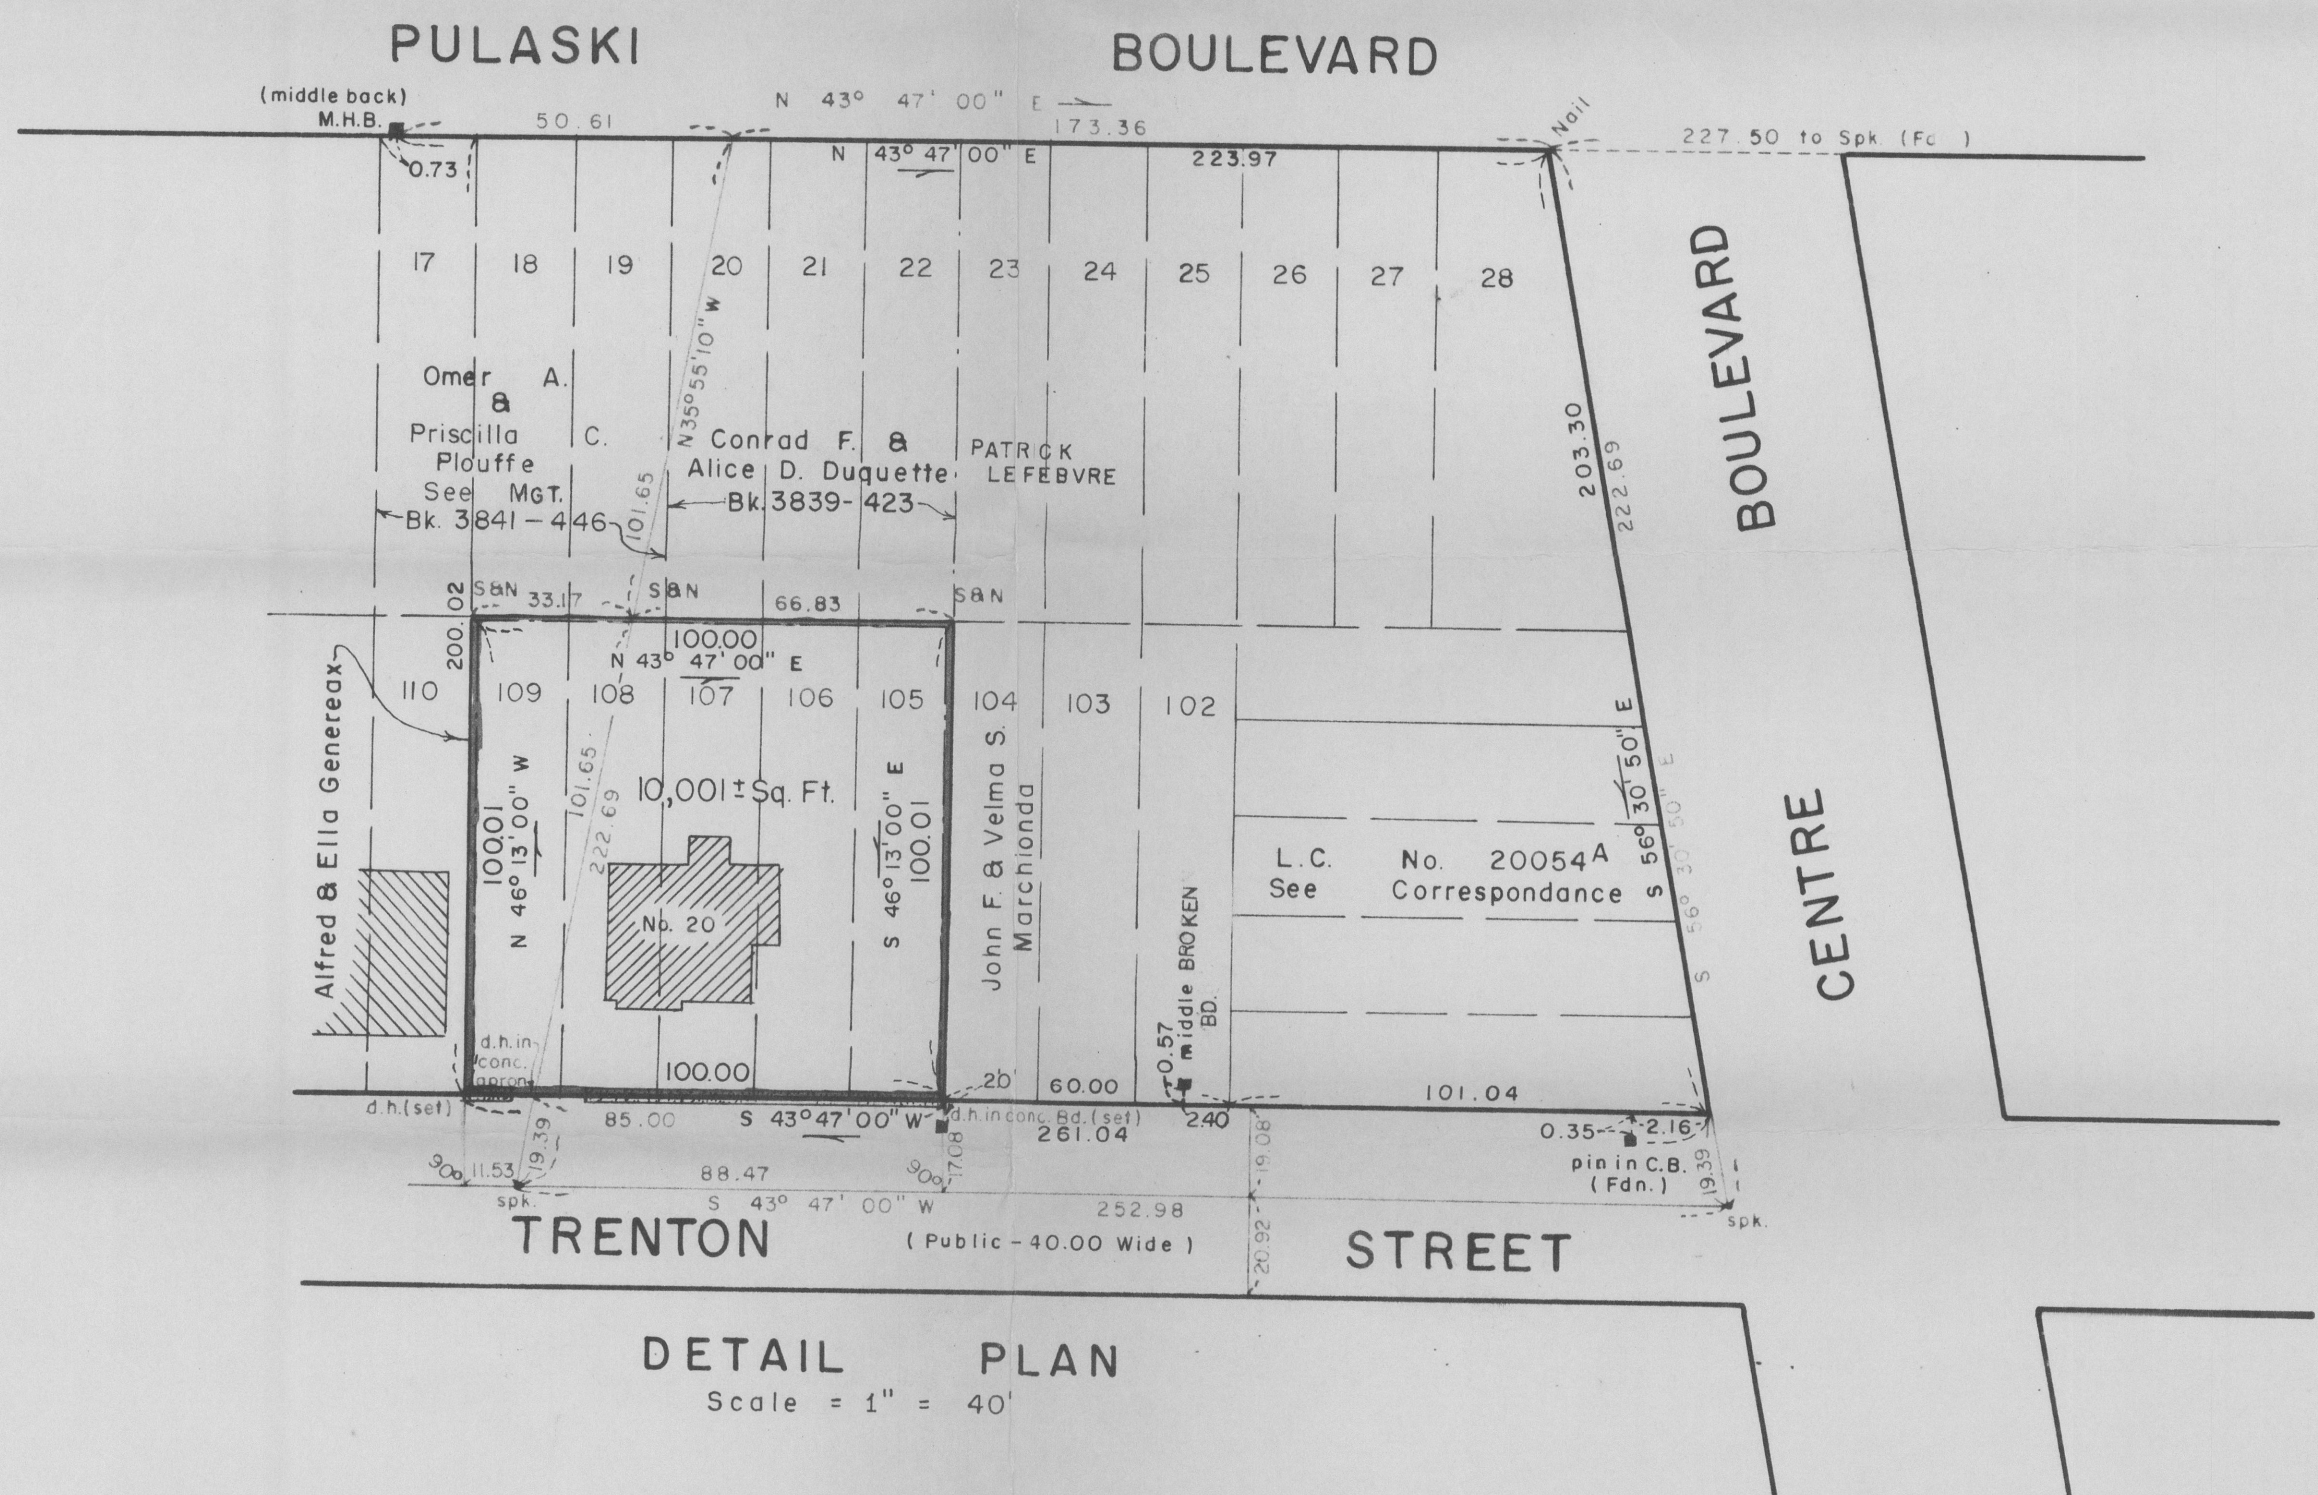 PULASKI BOULEVARD
(middle back)
M.H.B.
N 43° 47' 00" E
50.61
173.36
Nail
227.50 to Spk. (Fd )
0.73
N 43° 47' 00" E
223.97
17 18 19 20 21 22 23 24 25 26 27 28
N 35° 55' 10" W
101.65
Omer A.
&
Priscilla C.
Plouffe
See MGT.
Bk. 3841-446
Conrad F. &
Alice D. Duquette
Bk. 3839-423
PATRICK
LEFEBVRE
203.30
222.69
BOULEVARD
CENTRE
200.02
S&N
33.17
S&N
66.83
S&N
100.00
N 43° 47' 00" E
110 109 108 107 106 105 104 103 102
Alfred & Ella Genereax
100.01
N 46° 13' 00" W
101.65
222.69
10,001± Sq. Ft.
No. 20
S 46° 13' 00" E
100.01
John F. & Velma S.
Marchionda
L.C. No. 20054A
See Correspondance
S 56° 30' 50" E
S 56° 30' 50" E
0.57
middle BROKEN
BD.
d.h. in
conc.
apron
100.00
20
60.00
101.04
d.h. (set)
85.00
S 43° 47' 00" W
d.h. in conc. Bd. (set)
261.04
2.40
0.35
2.16
pin in C.B.
(Fdn.)
19.39
90°
11.53
19.39
88.47
90°
17.08
19.08
spk.
S 43° 47' 00" W
252.98
spk.
20.92
TRENTON
(Public - 40.00 Wide)
STREET
DETAIL PLAN
Scale = 1" = 40'